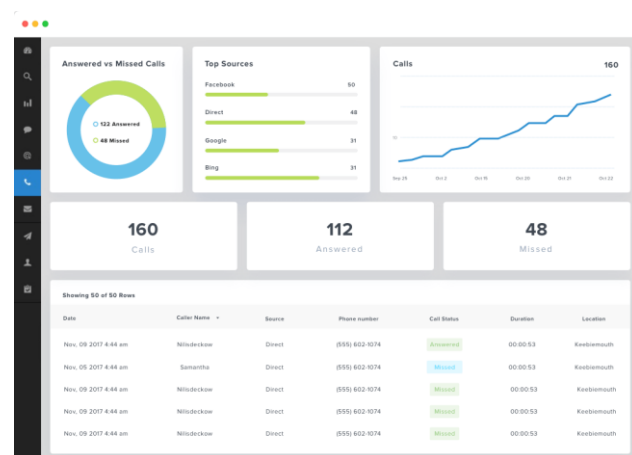 Answered vs Missed Calls
122 Answered
48 Missed
Top Sources
Facebook 50
Direct 48
Google 31
Bing 31
Calls 160
Sep 25 Oct 2 Oct 15 Oct 20 Oct 21 Oct 22
160
Calls
112
Answered
48
Missed
Showing 50 of 50 Rows
Date Caller Name Source Phone number Call Status Duration Location
Nov, 09 2017 4:44 am Nilsdeckow Direct (555) 602-1074 Answered 00:00:53 Keebiemouth
Nov, 05 2017 4:44 am Samantha Direct (555) 602-1074 Missed 00:00:53 Keebiemouth
Nov, 09 2017 4:44 am Nilsdeckow Direct (555) 602-1074 Missed 00:00:53 Keebiemouth
Nov, 09 2017 4:44 am Nilsdeckow Direct (555) 602-1074 Missed 00:00:53 Keebiemouth
Nov, 09 2017 4:44 am Nilsdeckow Direct (555) 602-1074 Missed 00:00:53 Keebiemouth